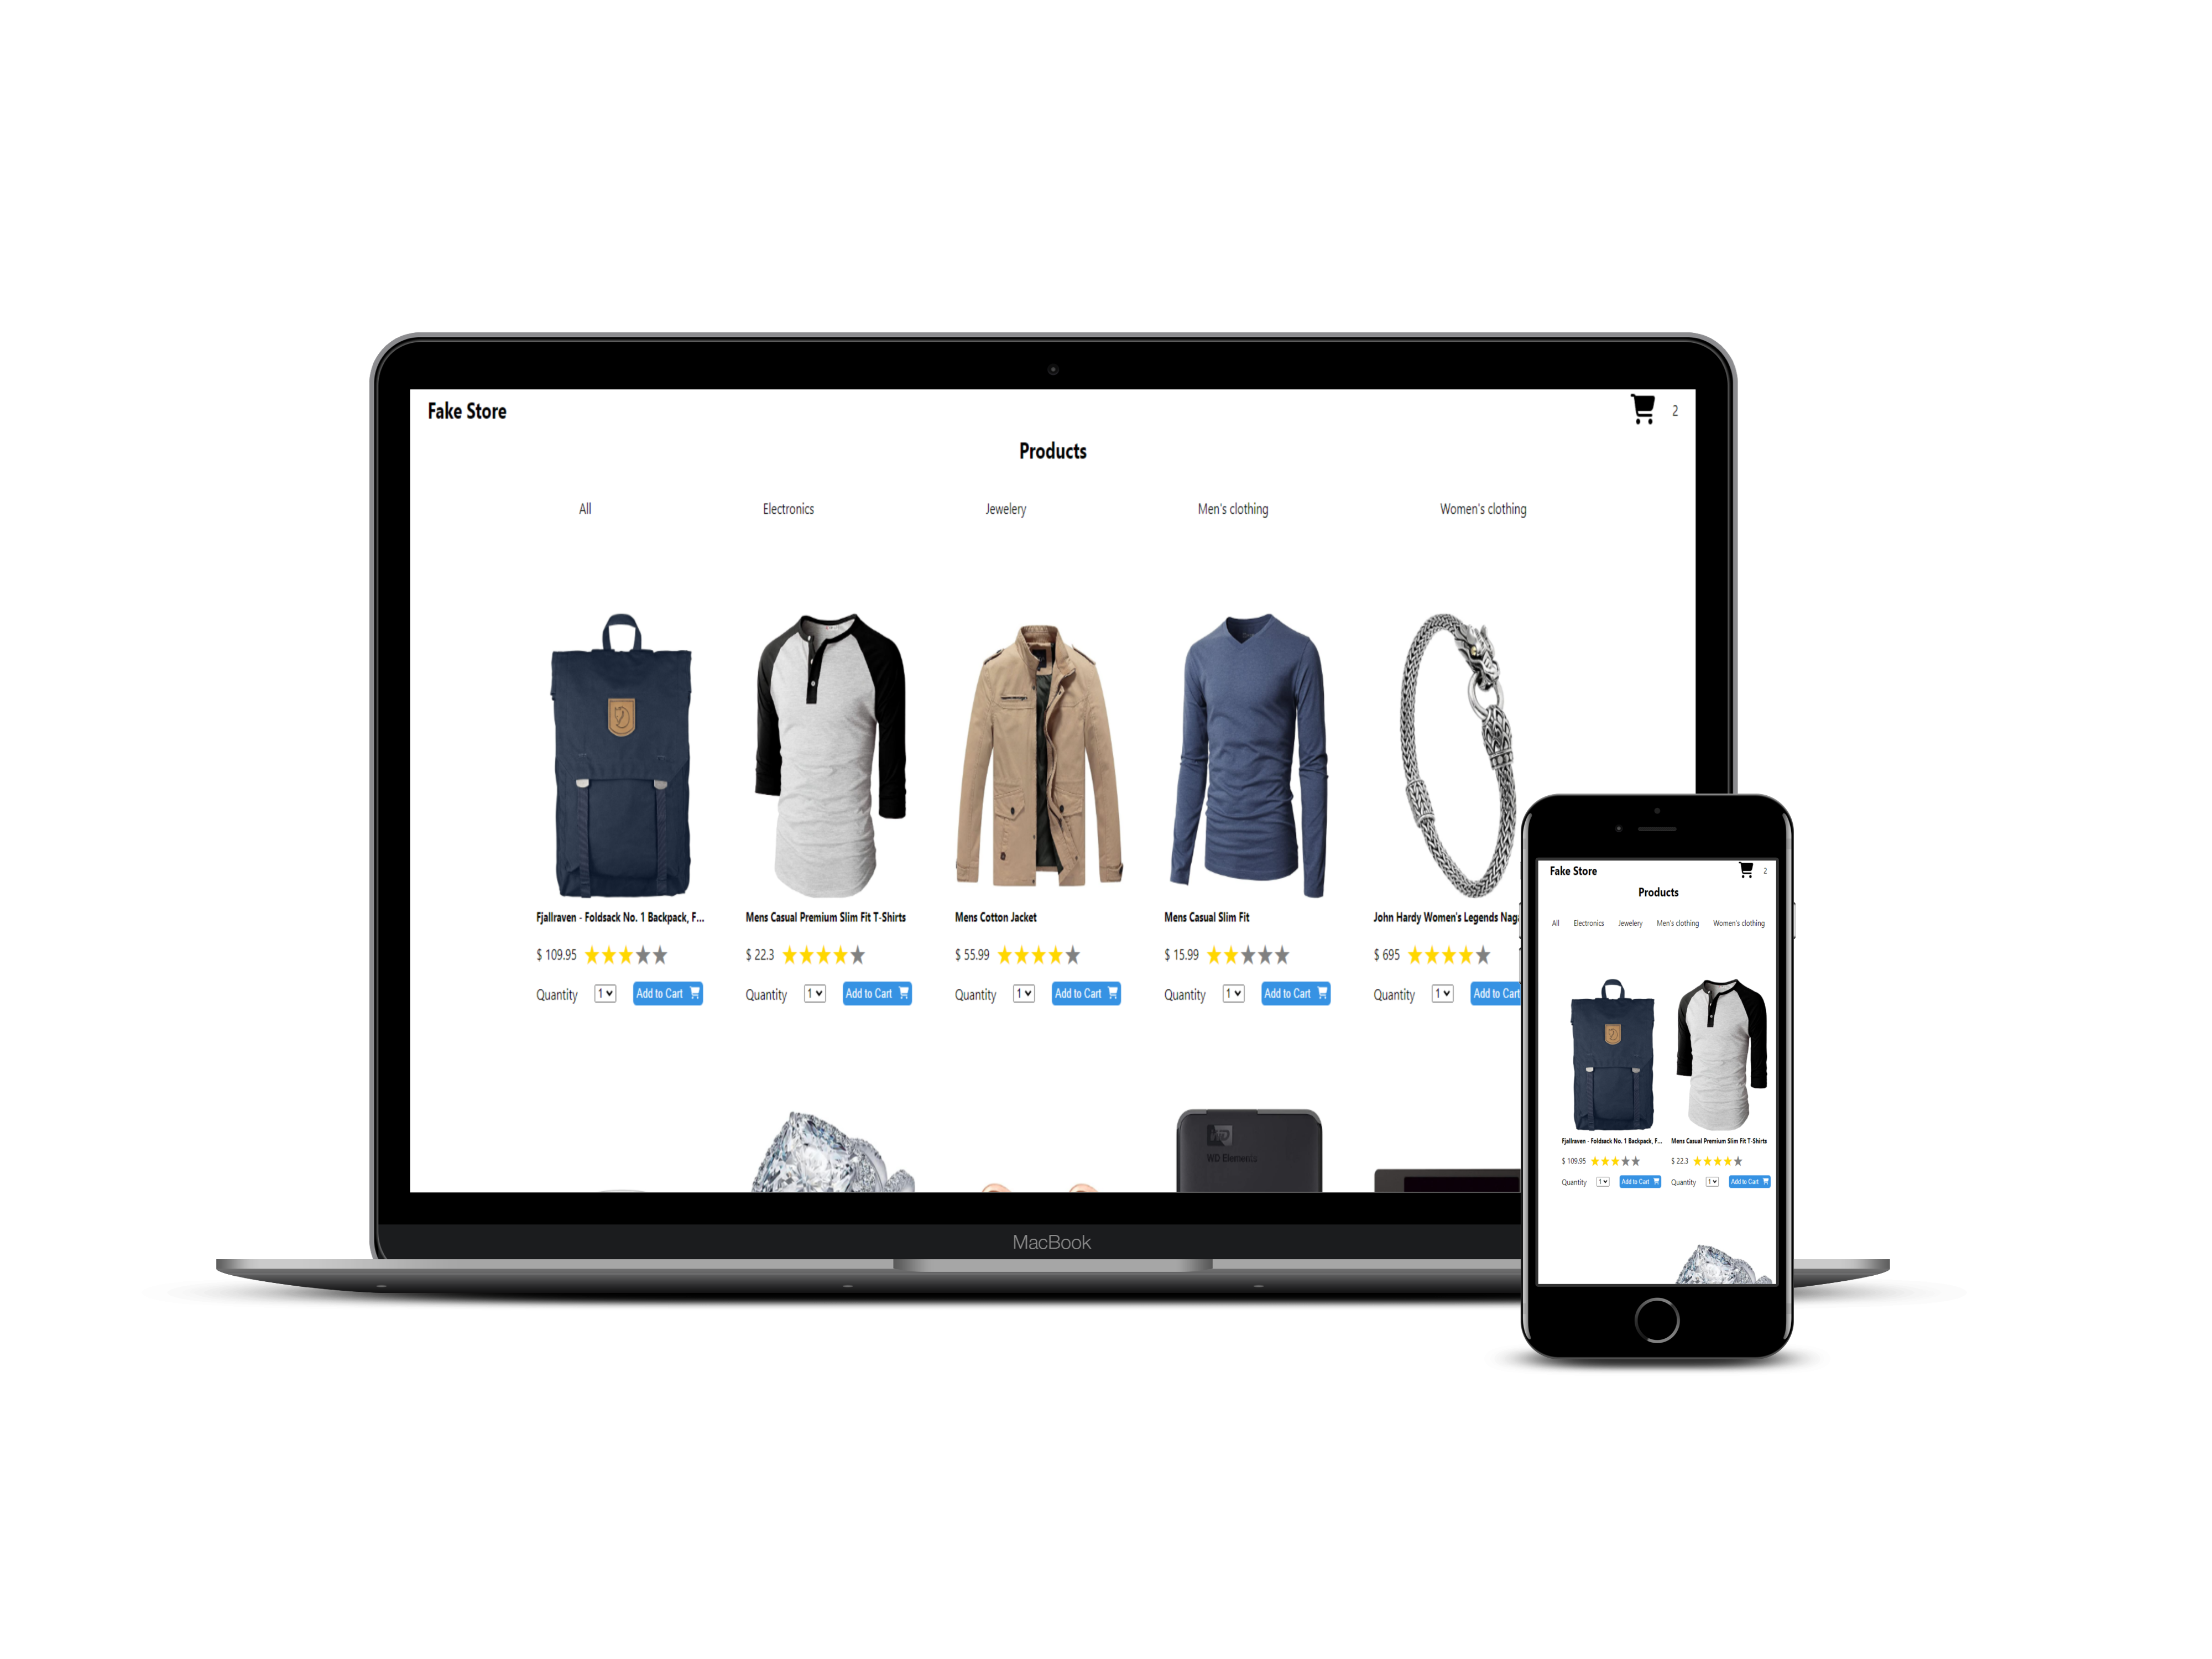 Fake Store 2
Products
All Electronics Jewelery Men's clothing Women's clothing
Fjallraven - Foldsack No. 1 Backpack, F... Mens Casual Premium Slim Fit T-Shirts Mens Cotton Jacket Mens Casual Slim Fit John Hardy Women's Legends Naga
$ 109.95 $ 22.3 $ 55.99 $ 15.99 $ 695
Quantity 1 Add to Cart Quantity 1 Add to Cart Quantity 1 Add to Cart Quantity 1 Add to Cart Quantity 1 Add to Cart
WD
WD Elements
MacBook
Fake Store 2
Products
All Electronics Jewelery Men's clothing Women's clothing
Fjallraven - Foldsack No. 1 Backpack, F... Mens Casual Premium Slim Fit T-Shirts
$ 109.95 $ 22.3
Quantity 1 Add to Cart Quantity 1 Add to Cart